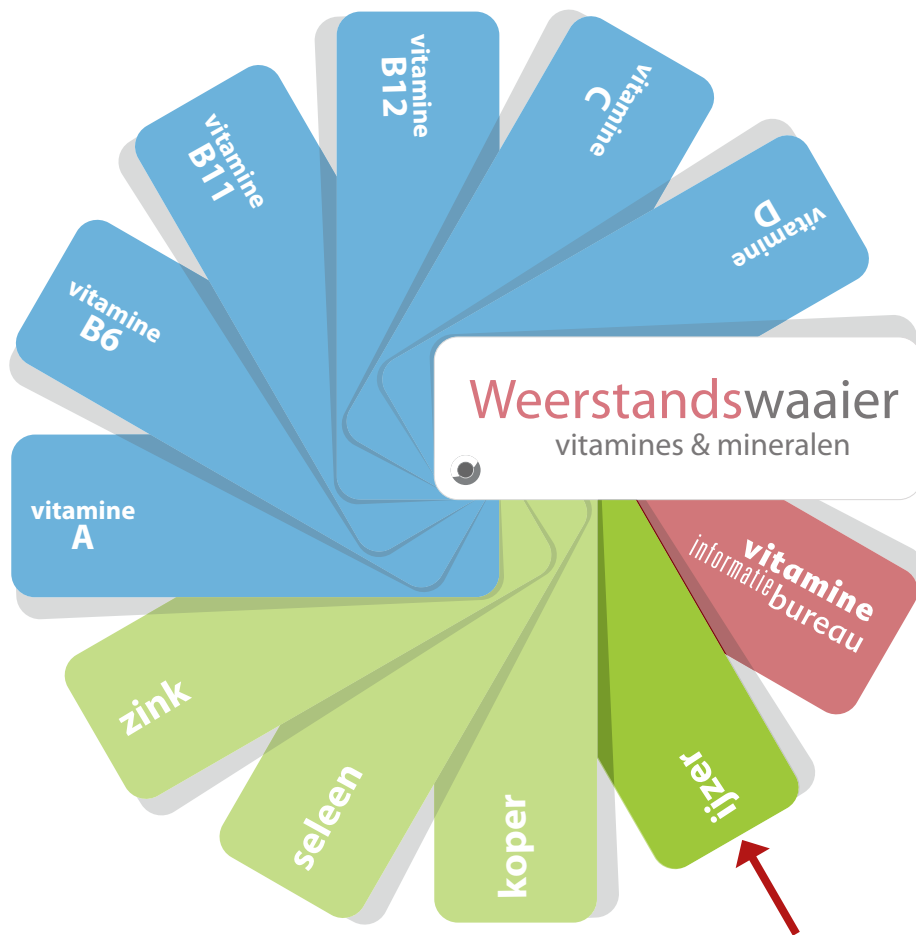 Weerstandswaaier
vitamines & mineralen
vitamine
A
vitamine
B6
vitamine
B11
vitamine
B12
vitamine
C
vitamine
D
vitamine
informatie
bureau
ijzer
koper
seleen
zink